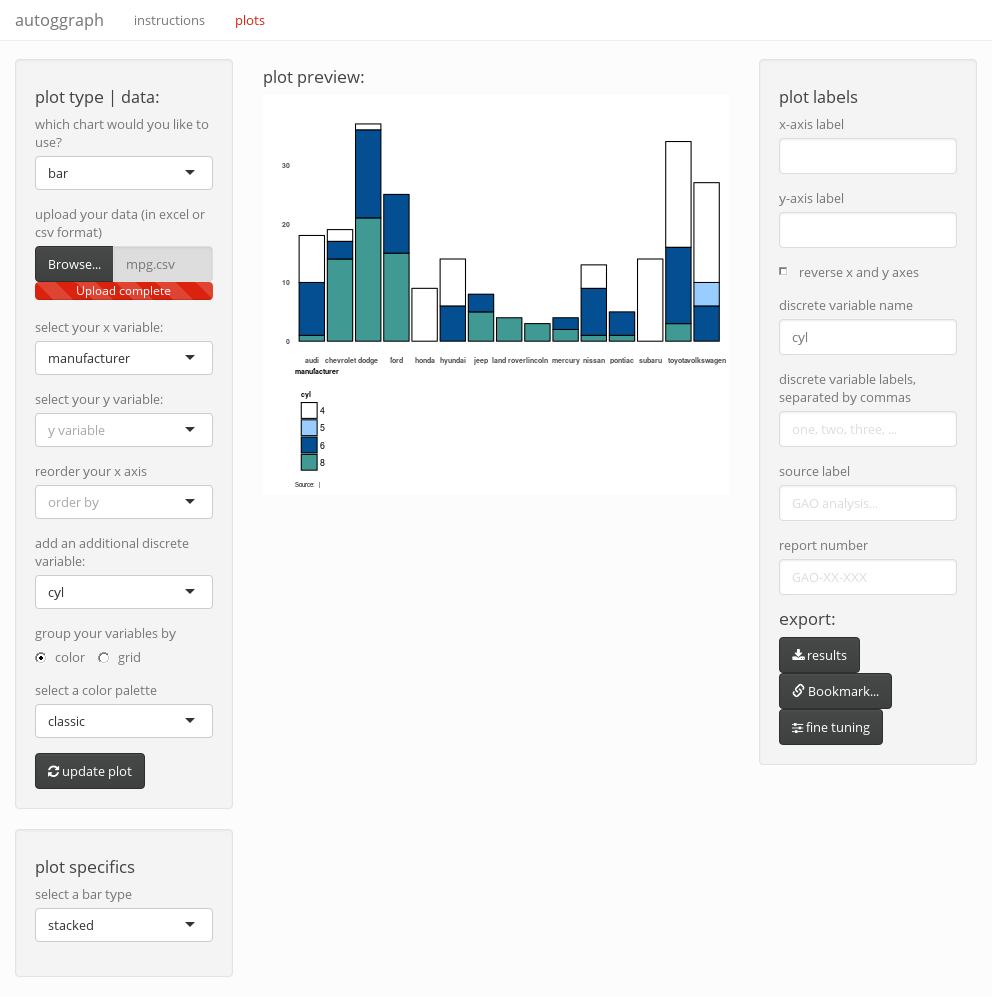 autoggraph instructions plots
plot type | data:
which chart would you like to
use?
bar
upload your data (in excel or
csv format)
Browse... mpg.csv
Upload complete
select your x variable:
manufacturer
select your y variable:
y variable
reorder your x axis
order by
add an additional discrete
variable:
cyl
group your variables by
color grid
select a color palette
classic
update plot
plot specifics
select a bar type
stacked
plot preview:
30
20
10
0
audi chevrolet dodge ford honda hyundai jeep land rover lincoln mercury nissan pontiac subaru toyota volkswagen
manufacturer
cyl
4
5
6
8
Source: |
plot labels
x-axis label
y-axis label
reverse x and y axes
discrete variable name
cyl
discrete variable labels,
separated by commas
one, two, three, ...
source label
GAO analysis...
report number
GAO-XX-XXX
export:
results
Bookmark...
fine tuning